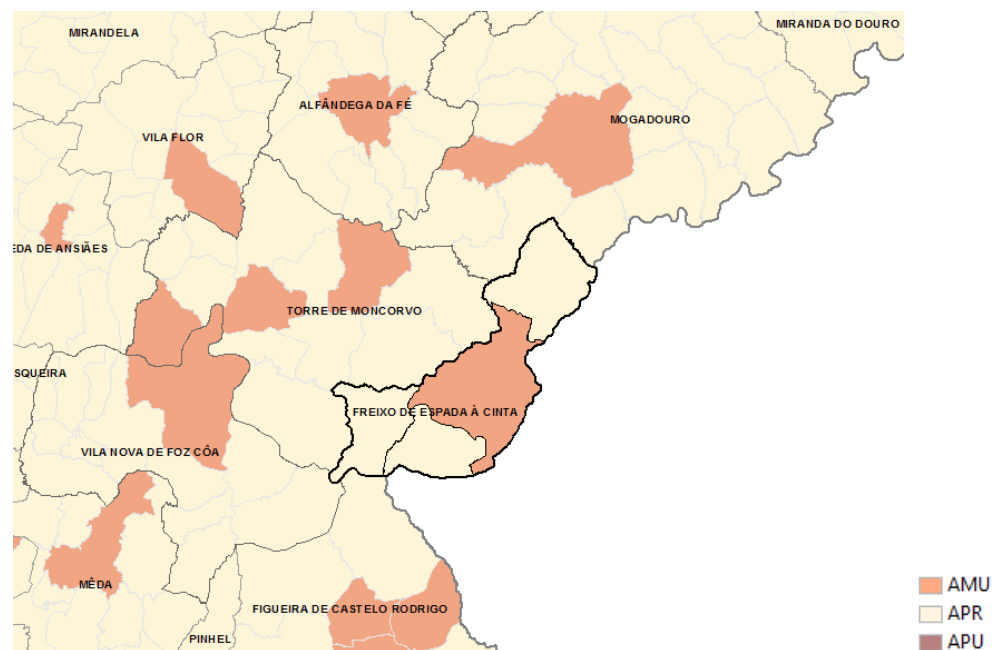 MIRANDELA
MIRANDA DO DOURO
ALFÂNDEGA DA FÉ
MOGADOURO
VILA FLOR
EDA DE ANSIÃES
TORRE DE MONCORVO
SQUEIRA
FREIXO DE ESPADA À CINTA
VILA NOVA DE FOZ CÔA
MÊDA
FIGUEIRA DE CASTELO RODRIGO
PINHEL
AMU
APR
APU